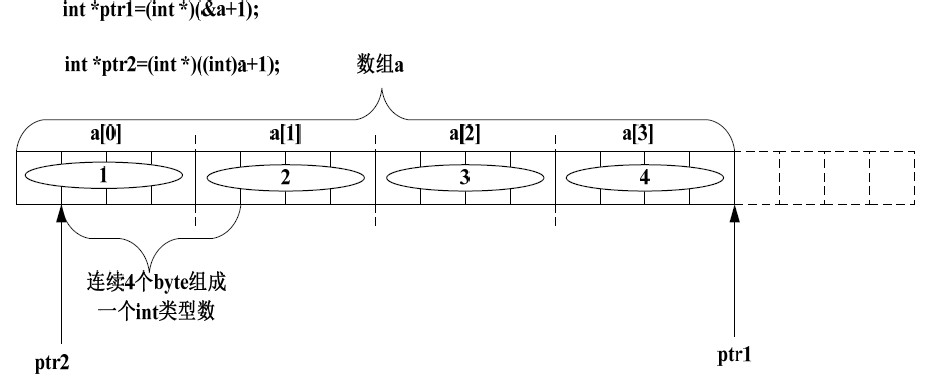 int *ptr1=(int *)(&a+1);
int *ptr2=(int *)((int)a+1);
数组a
a[0] a[1] a[2] a[3]
1 2 3 4
连续4个byte组成
一个int类型数
ptr2 ptr1